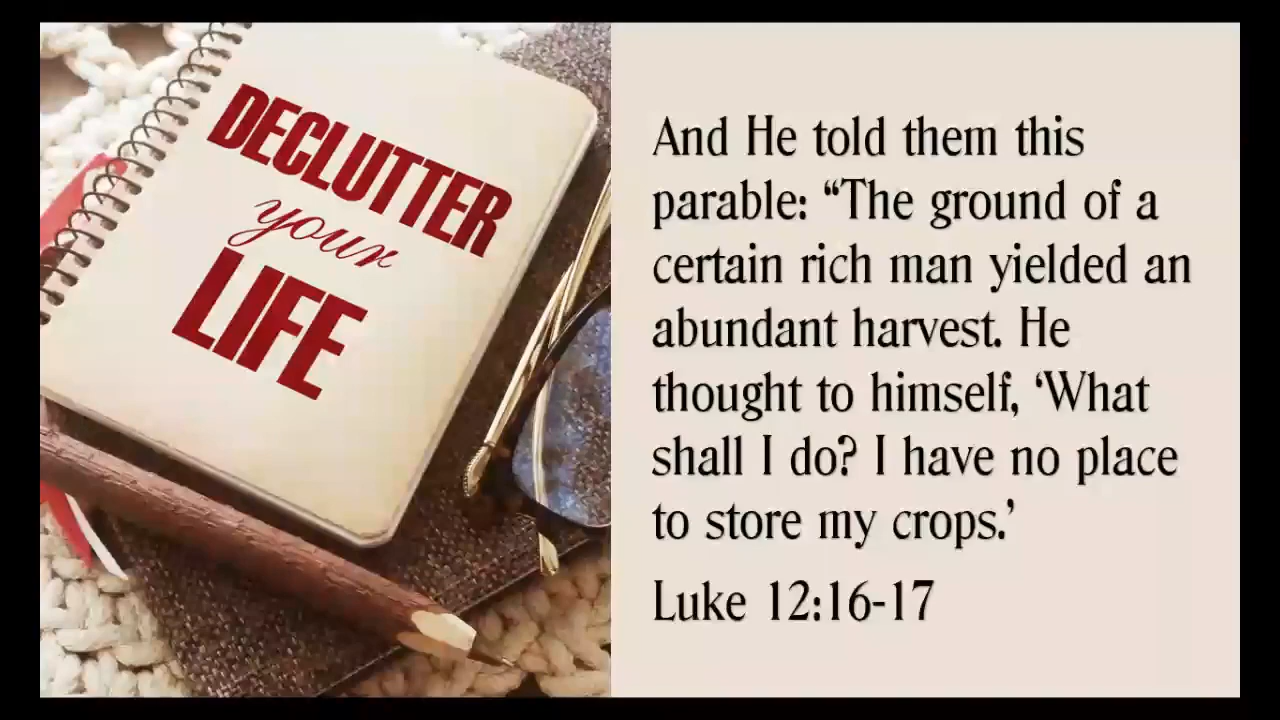 DECLUTTER
your
LIFE
And He told them this
parable: “The ground of a
certain rich man yielded an
abundant harvest. He
thought to himself, ‘What
shall I do? I have no place
to store my crops.’
Luke 12:16-17